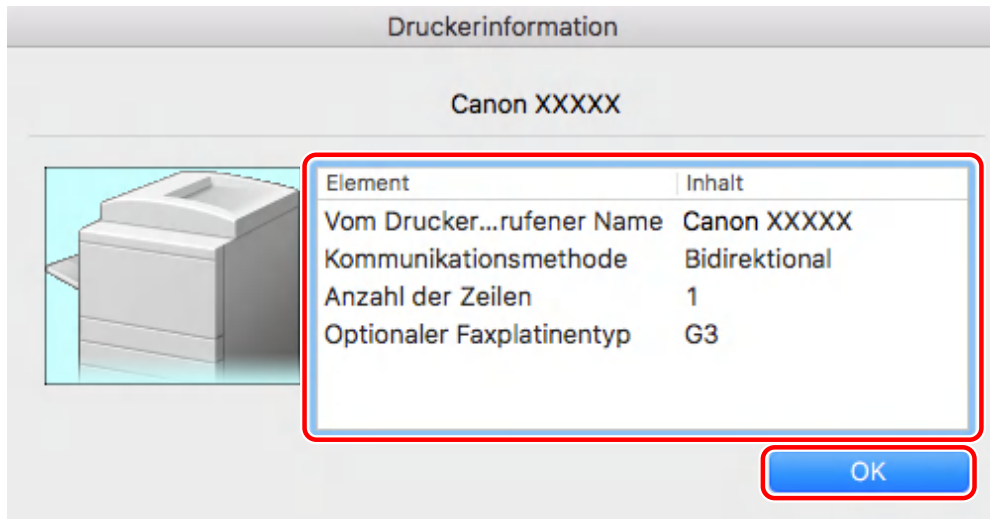 Druckerinformation
Canon XXXXX
Element Inhalt
Vom Drucker...rufener Name Canon XXXXX
Kommunikationsmethode Bidirektional
Anzahl der Zeilen 1
Optionaler Faxplatinentyp G3
OK